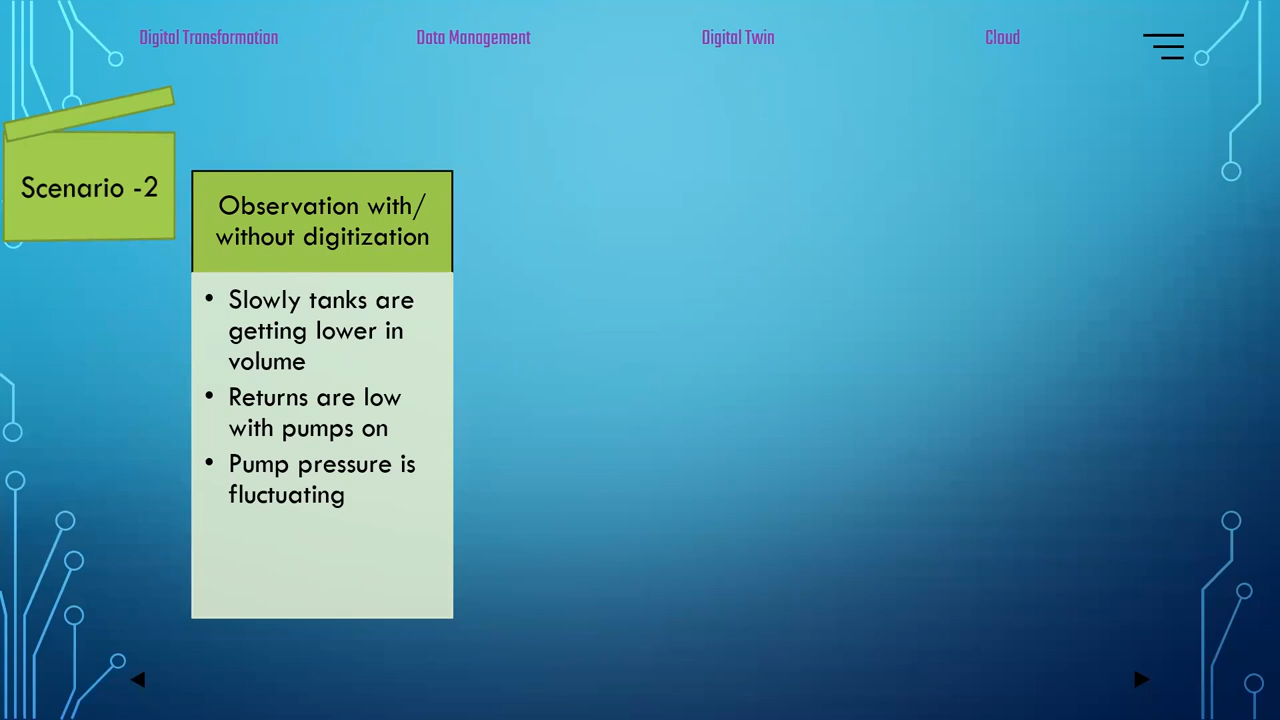 Digital Transformation
Data Management
Digital Twin
Cloud
Scenario -2
Observation with/
without digitization
• Slowly tanks are
getting lower in
volume
• Returns are low
with pumps on
• Pump pressure is
fluctuating